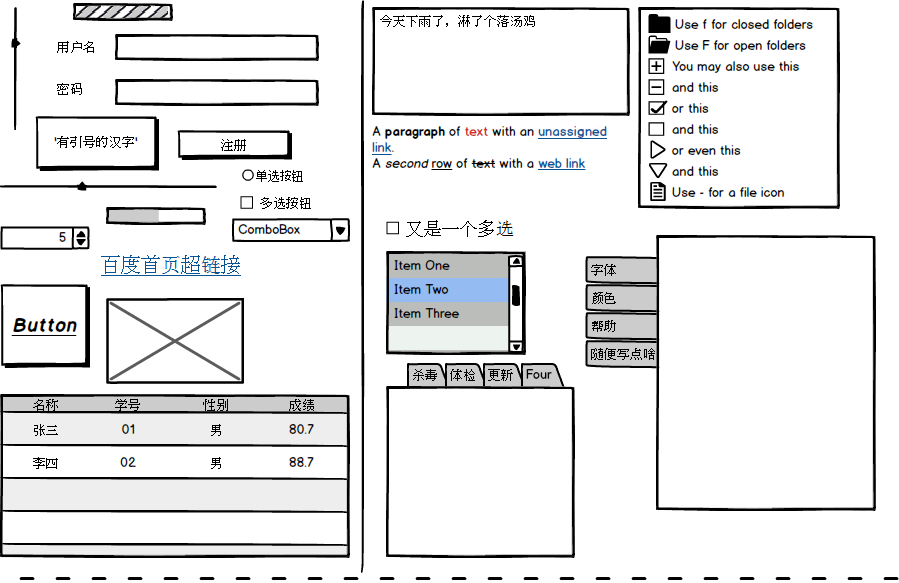 用户名
密码
'有引号的汉字'
注册
单选按钮
多选按钮
5
ComboBox
百度首页超链接
Button
名称 学号 性别 成绩
张三 01 男 80.7
李四 02 男 88.7
今天下雨了，淋了个落汤鸡
A paragraph of text with an unassigned
link.
A second row of text with a web link
Use f for closed folders
Use F for open folders
You may also use this
and this
or this
and this
or even this
and this
Use - for a file icon
又是一个多选
Item One
Item Two
Item Three
杀毒 体检 更新 Four
字体
颜色
帮助
随便写点啥